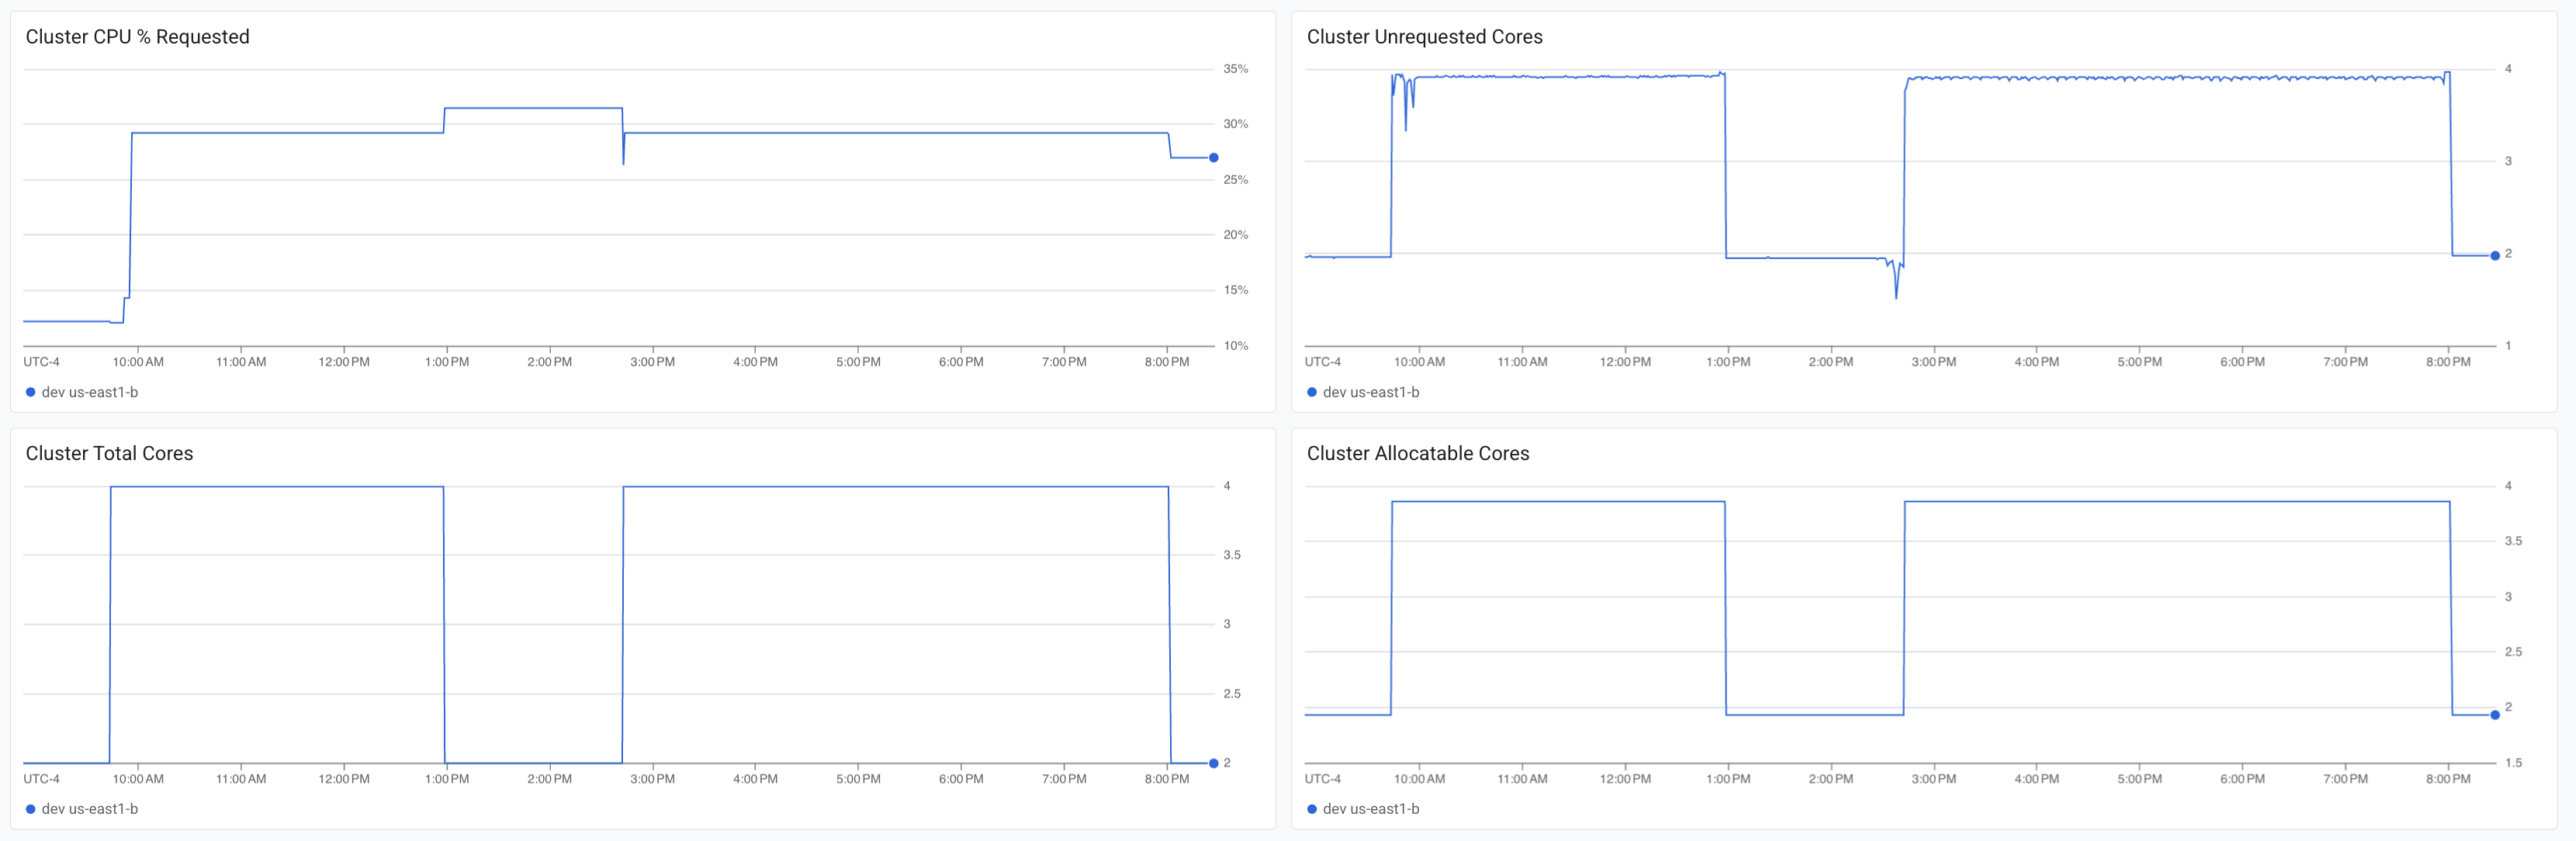 Cluster CPU % Requested
35%
30%
25%
20%
15%
10%
UTC-4 10:00 AM 11:00 AM 12:00 PM 1:00 PM 2:00 PM 3:00 PM 4:00 PM 5:00 PM 6:00 PM 7:00 PM 8:00 PM
dev us-east1-b
Cluster Unrequested Cores
4
3
2
1
UTC-4 10:00 AM 11:00 AM 12:00 PM 1:00 PM 2:00 PM 3:00 PM 4:00 PM 5:00 PM 6:00 PM 7:00 PM 8:00 PM
dev us-east1-b
Cluster Total Cores
4
3.5
3
2.5
2
UTC-4 10:00 AM 11:00 AM 12:00 PM 1:00 PM 2:00 PM 3:00 PM 4:00 PM 5:00 PM 6:00 PM 7:00 PM 8:00 PM
dev us-east1-b
Cluster Allocatable Cores
4
3.5
3
2.5
2
1.5
UTC-4 10:00 AM 11:00 AM 12:00 PM 1:00 PM 2:00 PM 3:00 PM 4:00 PM 5:00 PM 6:00 PM 7:00 PM 8:00 PM
dev us-east1-b